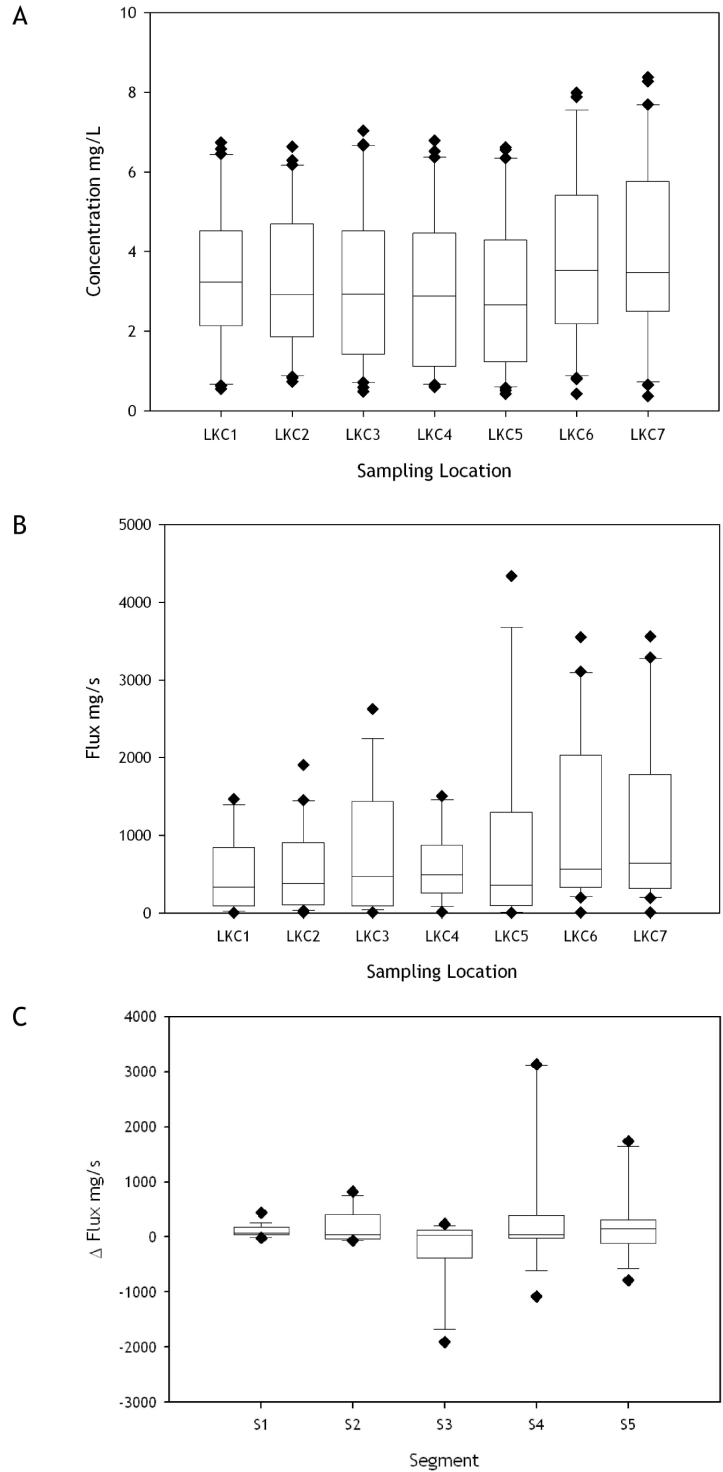 A
10
8
6
4
2
0
Concentration mg/L
LKC1 LKC2 LKC3 LKC4 LKC5 LKC6 LKC7
Sampling Location
B
5000
4000
3000
2000
1000
0
Flux mg/s
LKC1 LKC2 LKC3 LKC4 LKC5 LKC6 LKC7
Sampling Location
C
4000
3000
2000
1000
0
-1000
-2000
-3000
Δ Flux mg/s
S1 S2 S3 S4 S5
Segment